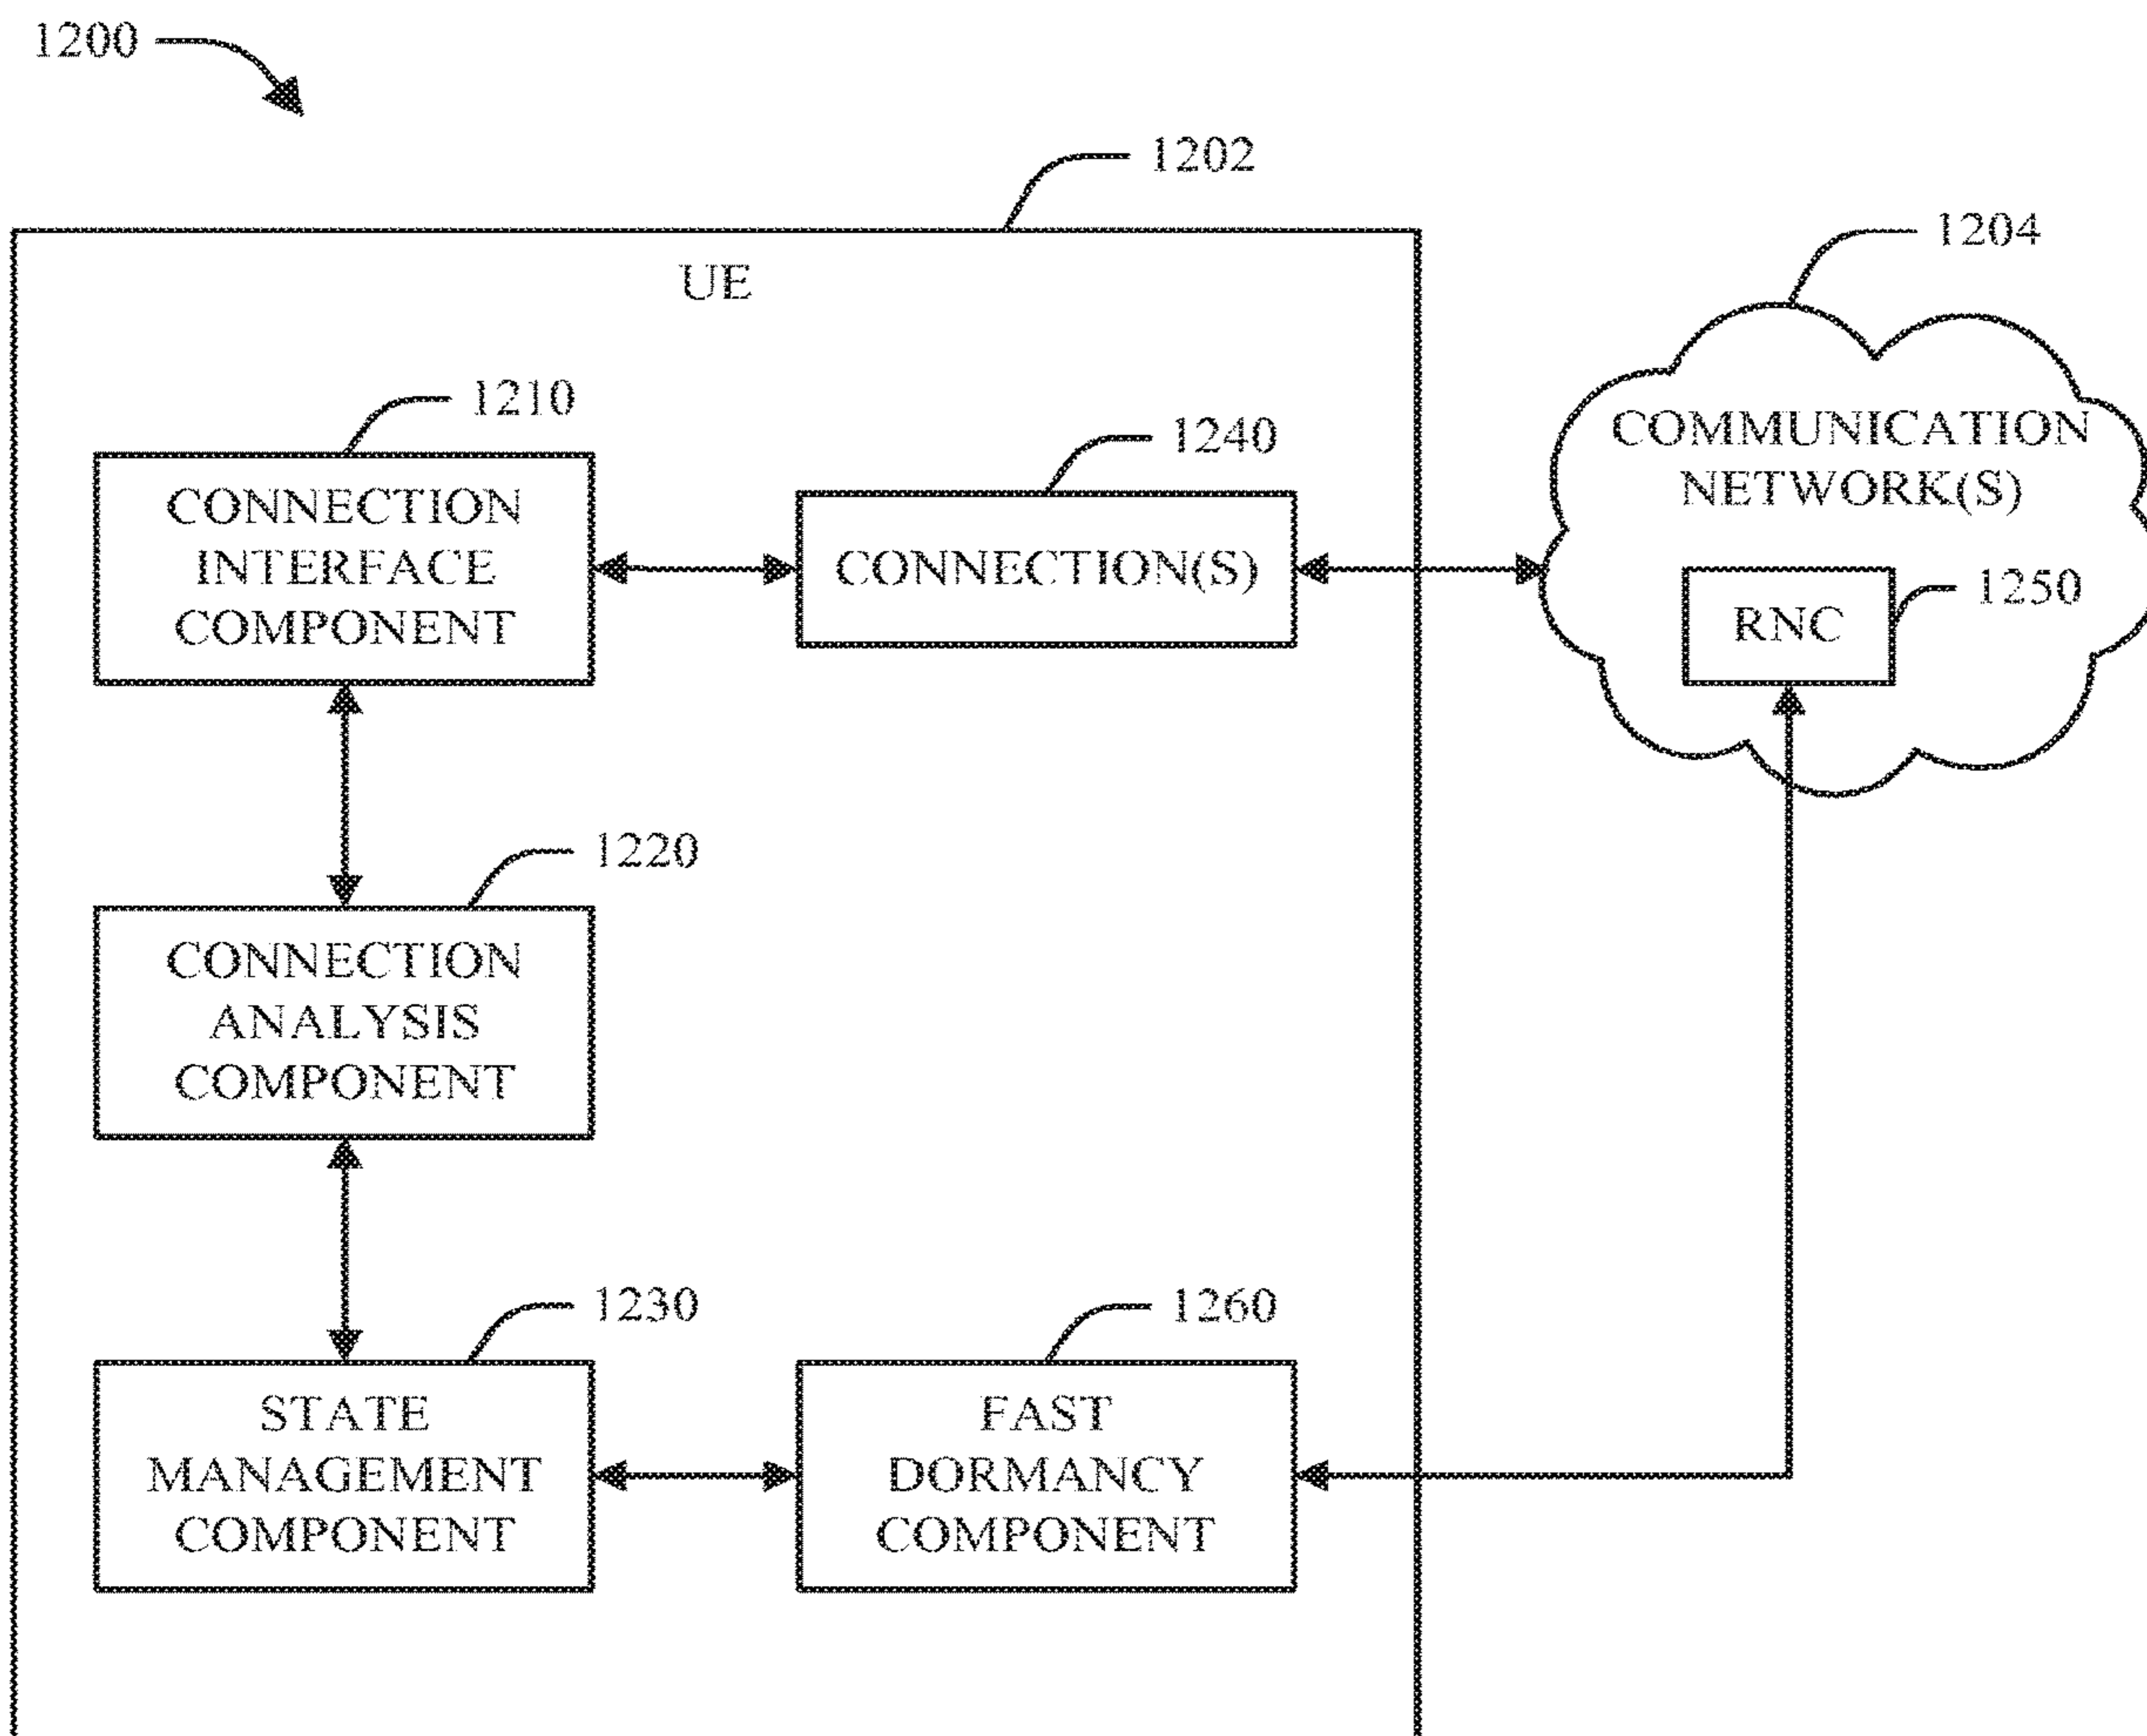 1200
1202
1204
UE
1210
1240
CONNECTION
INTERFACE
COMPONENT
CONNECTION(S)
COMMUNICATION
NETWORK(S)
RNC
1250
1220
CONNECTION
ANALYSIS
COMPONENT
1230
1260
STATE
MANAGEMENT
COMPONENT
FAST
DORMANCY
COMPONENT